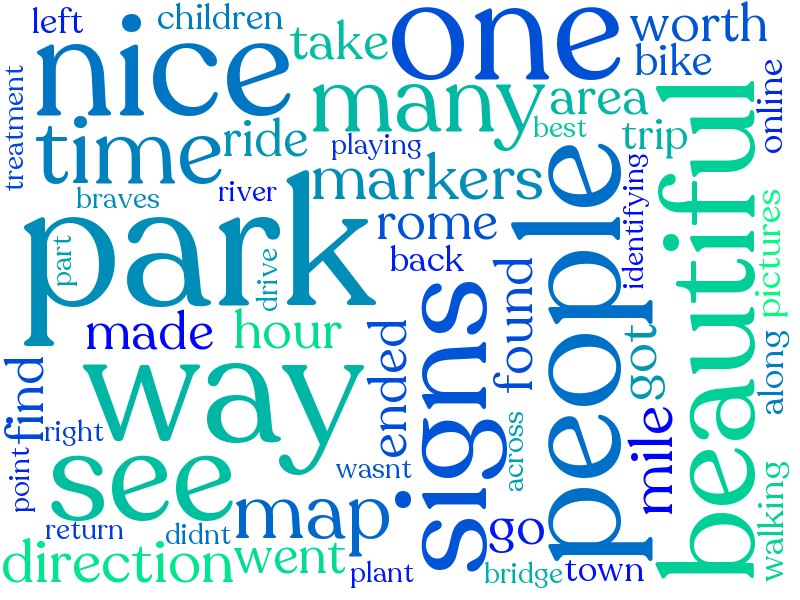 left
children
nice
take
one
worth
bike
treatment
time
ride
many
area
best
trip
online
playing
braves
river
markers
park
part
drive
rome
back
people
identifying
beautiful
pictures
made
hour
way
ended
signs
found
got
along
find
right
point
see
wasnt
across
mile
walking
return
didnt
map
go
direction
went
plant
bridge
town